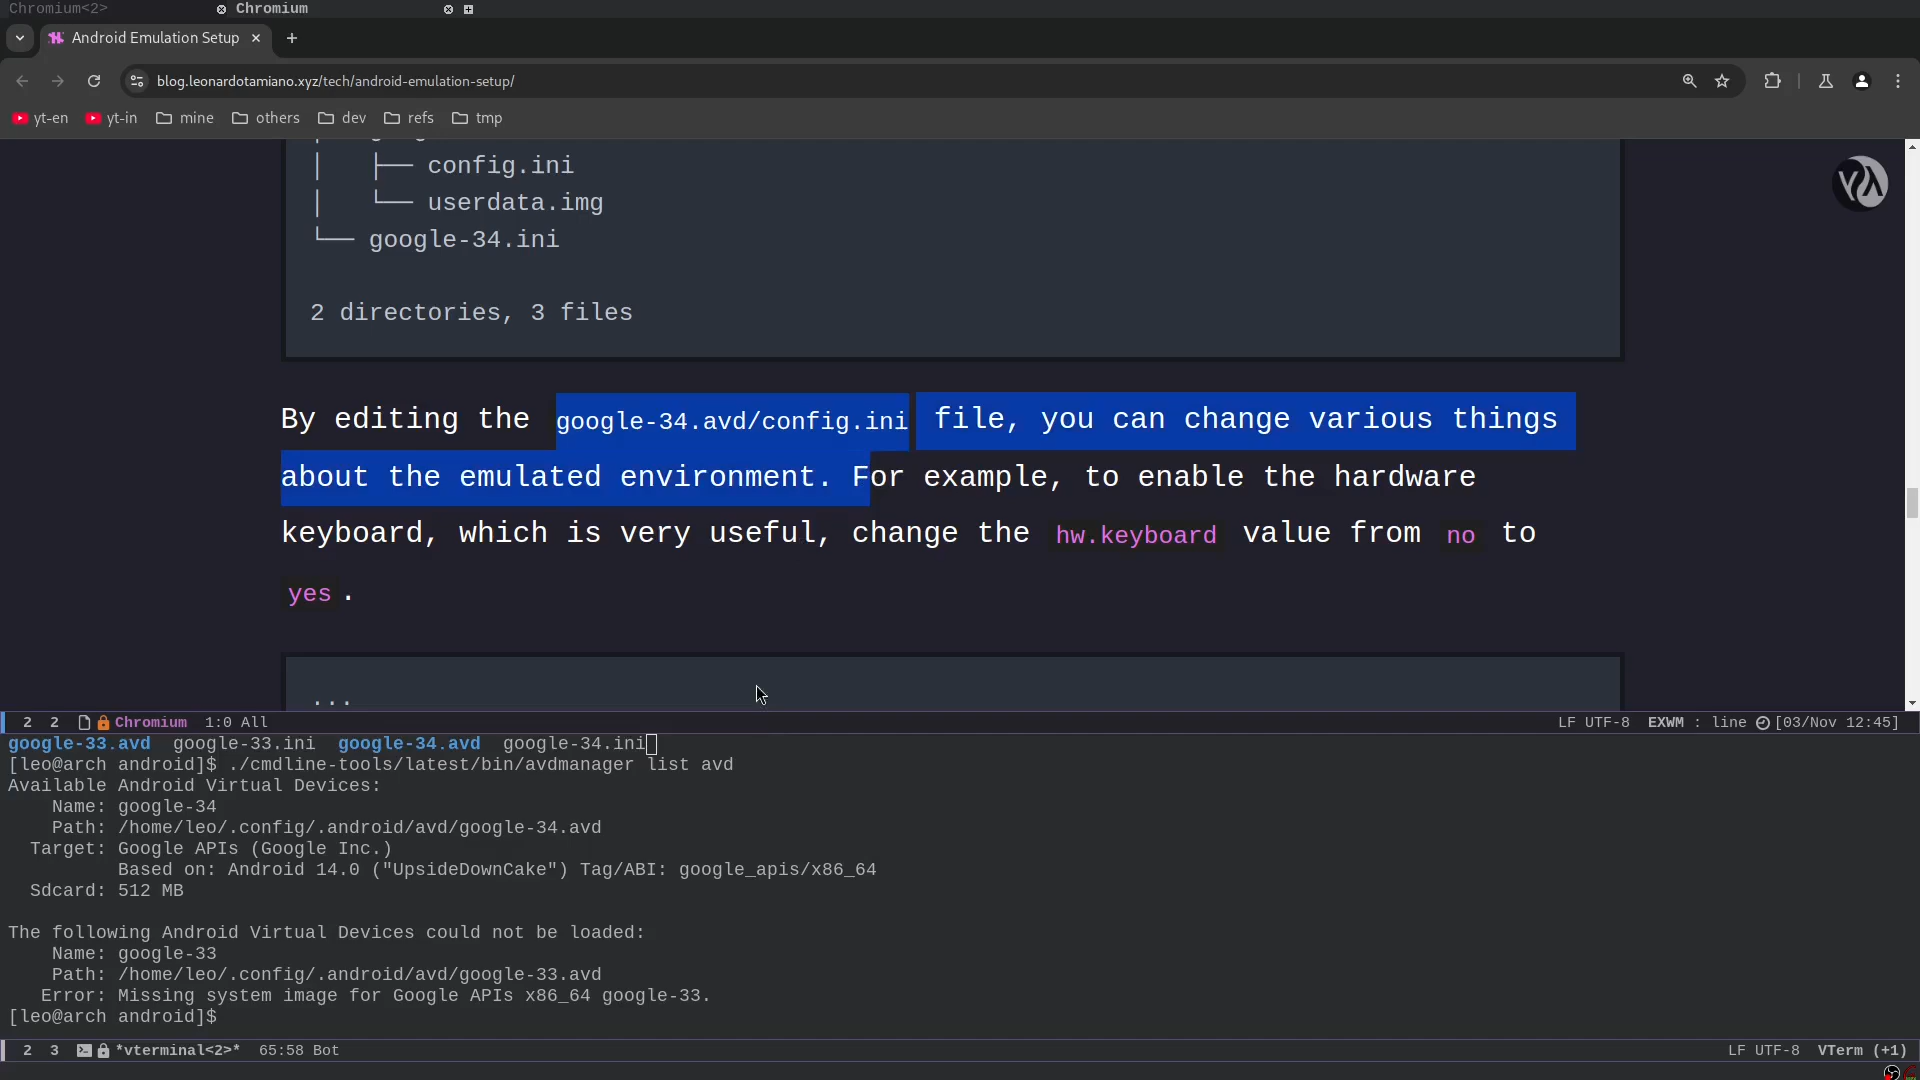 Chromium<2>
Chromium
Android Emulation Setup
blog.leonardotamiano.xyz/tech/android-emulation-setup/
yt-en yt-in mine others dev refs tmp
│   ├── config.ini
│   └── userdata.img
└── google-34.ini
2 directories, 3 files
By editing the google-34.avd/config.ini file, you can change various things
about the emulated environment. For example, to enable the hardware
keyboard, which is very useful, change the hw.keyboard value from no to
yes.
...
2 2 Chromium 1:0 All LF UTF-8 EXWM : line [03/Nov 12:45]
google-33.avd google-33.ini google-34.avd google-34.ini
[leo@arch android]$ ./cmdline-tools/latest/bin/avdmanager list avd
Available Android Virtual Devices:
Name: google-34
Path: /home/leo/.config/.android/avd/google-34.avd
Target: Google APIs (Google Inc.)
Based on: Android 14.0 ("UpsideDownCake") Tag/ABI: google_apis/x86_64
Sdcard: 512 MB
The following Android Virtual Devices could not be loaded:
Name: google-33
Path: /home/leo/.config/.android/avd/google-33.avd
Error: Missing system image for Google APIs x86_64 google-33.
[leo@arch android]$
2 3 *vterminal<2>* 65:58 Bot LF UTF-8 VTerm (+1)